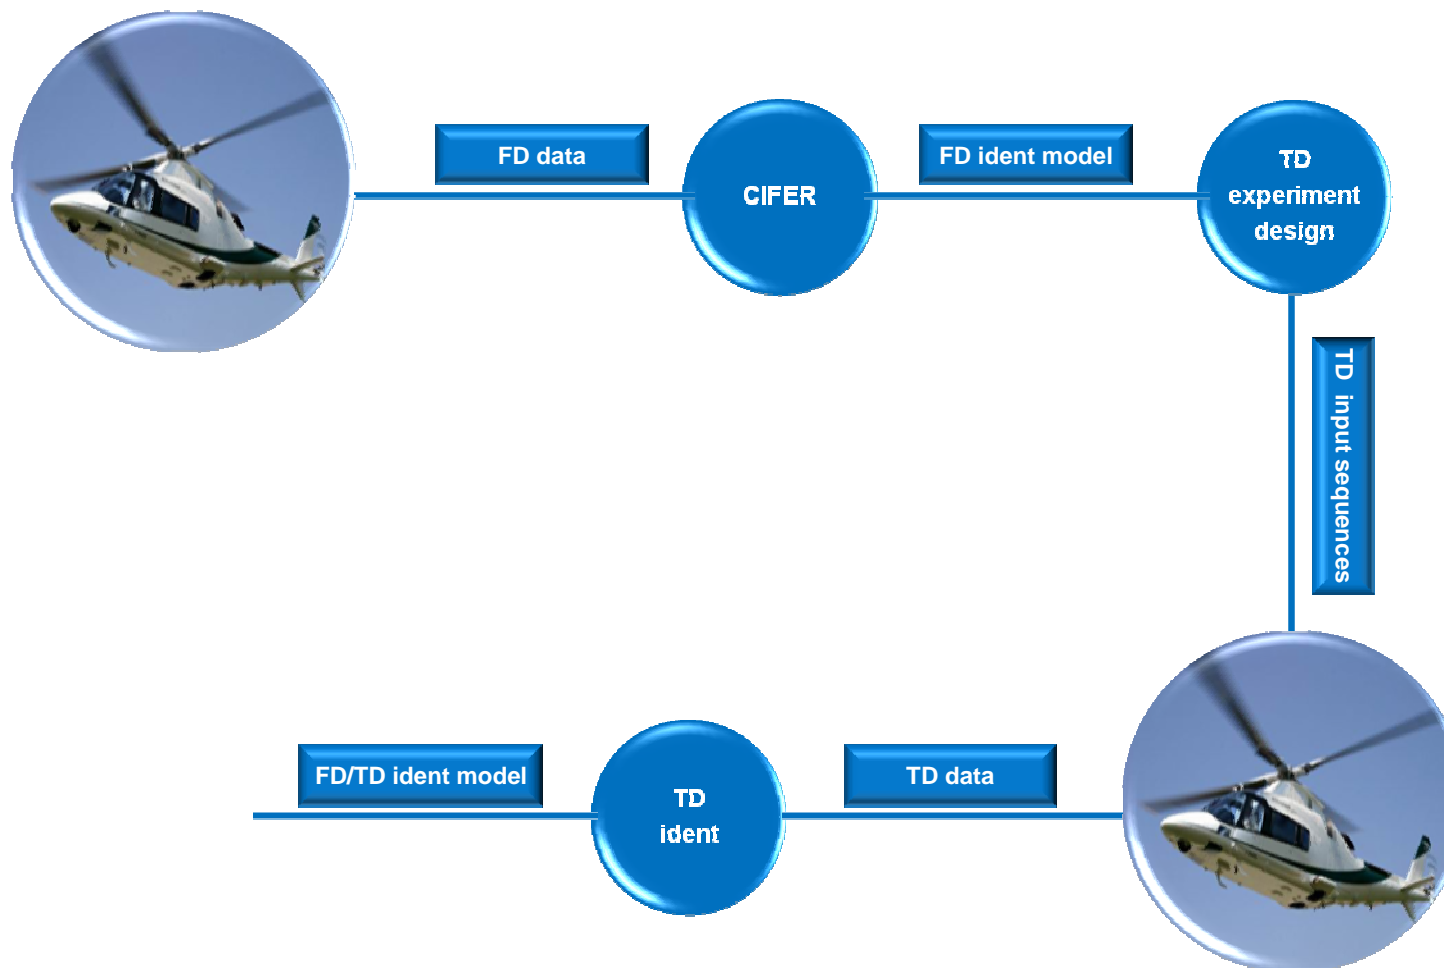 FD data
CIFER
FD ident model
TD
experiment
design
TD input sequences
TD data
TD
ident
FD/TD ident model